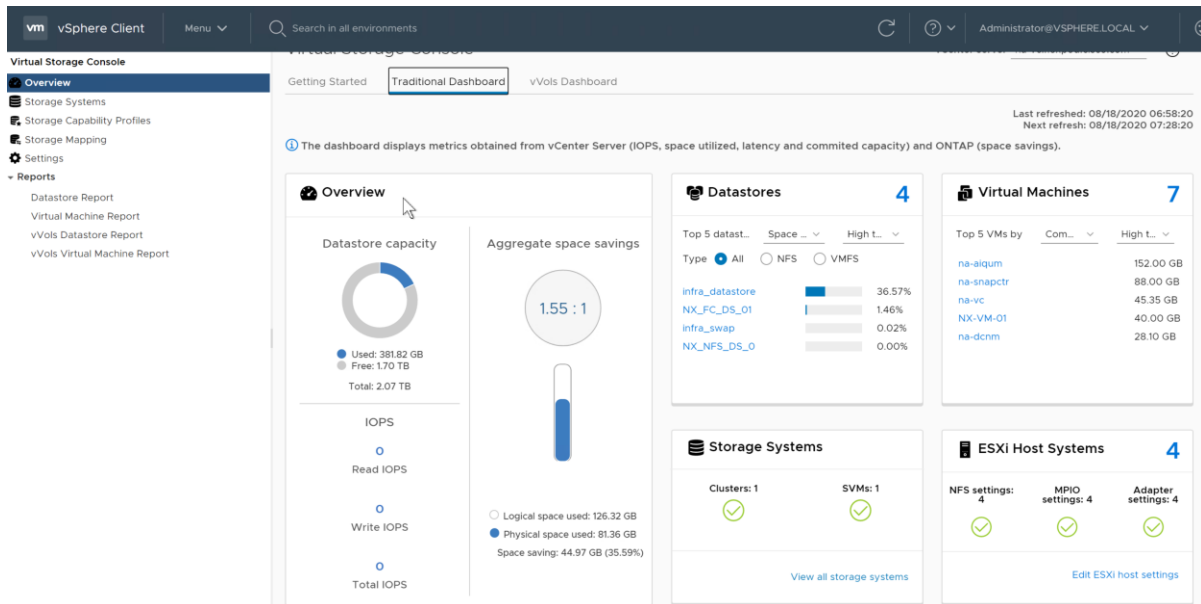 vm vSphere Client Menu Search in all environments Administrator@VSPHERE.LOCAL
Virtual Storage Console
Overview
Storage Systems
Storage Capability Profiles
Storage Mapping
Settings
Reports
Datastore Report
Virtual Machine Report
vVols Datastore Report
vVols Virtual Machine Report
Virtual Storage Console
Getting Started Traditional Dashboard vVols Dashboard
Last refreshed: 08/18/2020 06:58:20
Next refresh: 08/18/2020 07:28:20
The dashboard displays metrics obtained from vCenter Server (IOPS, space utilized, latency and commited capacity) and ONTAP (space savings).
Overview
Datastore capacity
Used: 381.82 GB
Free: 1.70 TB
Total: 2.07 TB
IOPS
0
Read IOPS
0
Write IOPS
0
Total IOPS
Aggregate space savings
1.55 : 1
Logical space used: 126.32 GB
Physical space used: 81.36 GB
Space saving: 44.97 GB (35.59%)
Datastores 4
Top 5 datast... Space ... High t...
Type All NFS VMFS
infra_datastore 36.57%
NX_FC_DS_01 1.46%
infra_swap 0.02%
NX_NFS_DS_0 0.00%
Virtual Machines 7
Top 5 VMs by Com... High t...
na-aiqum 152.00 GB
na-snapctr 88.00 GB
na-vc 45.35 GB
NX-VM-01 40.00 GB
na-dcnm 28.10 GB
Storage Systems
Clusters: 1 SVMs: 1
View all storage systems
ESXi Host Systems 4
NFS settings: 4
MPIO settings: 4
Adapter settings: 4
Edit ESXi host settings